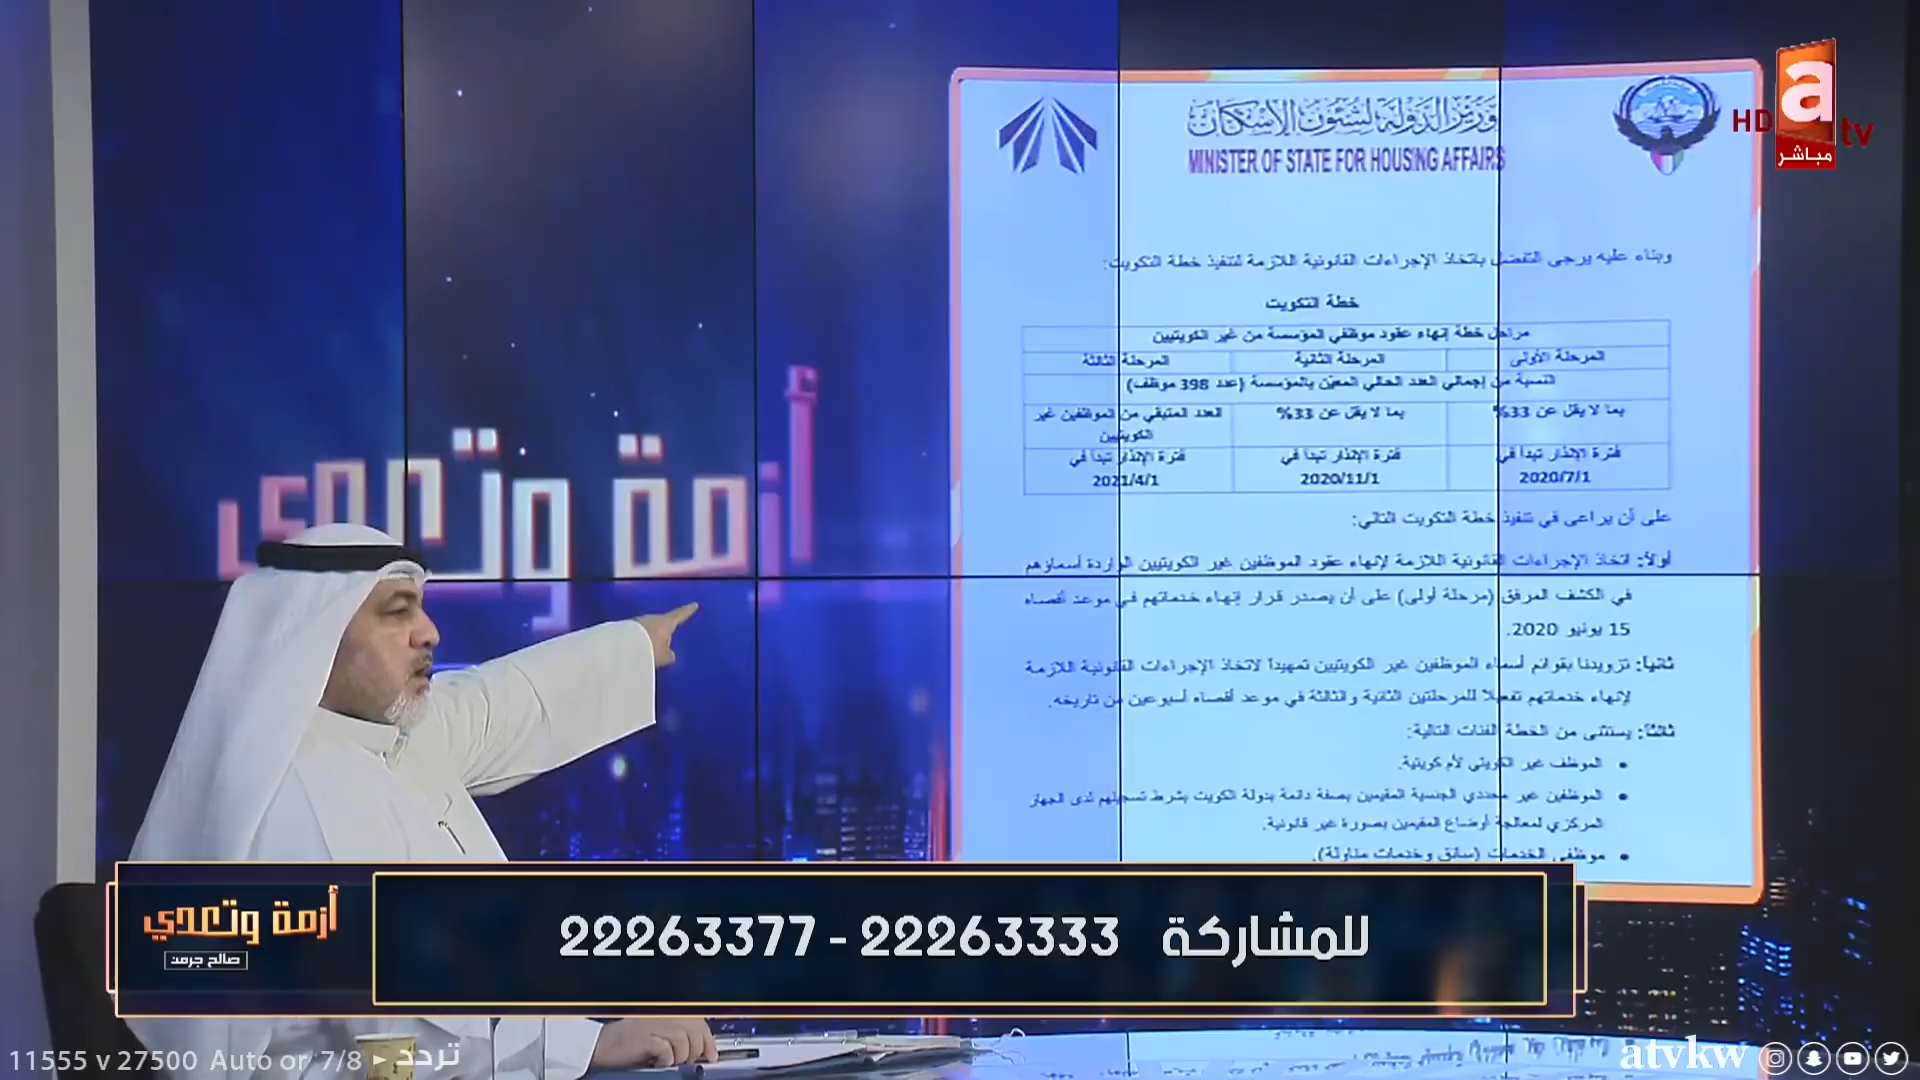 HD
a
tv
مباشر
وزير الدولة لشئون الإسكان
MINISTER OF STATE FOR HOUSING AFFAIRS
وبناء عليه يرجى التفضل باتخاذ الإجراءات القانونية اللازمة لتنفيذ خطة التكويت:
خطة التكويت
مراحل خطة إنهاء عقود موظفي المؤسسة من غير الكويتيين
المرحلة الأولى المرحلة الثانية المرحلة الثالثة
النسبة من إجمالي العدد الحالي المعين بالمؤسسة (عدد 398 موظف)
بما لا يقل عن 33% بما لا يقل عن 33% العدد المتبقي من الموظفين غير
الكويتيين
فترة الإنذار تبدأ في فترة الإنذار تبدأ في فترة الإنذار تبدأ في
2020/7/1 2020/11/1 2021/4/1
على أن يراعى في تنفيذ خطة التكويت التالي:
أولاً: اتخاذ الإجراءات القانونية اللازمة لإنهاء عقود الموظفين غير الكويتيين الواردة أسماؤهم
في الكشف المرفق (مرحلة أولى) على أن يصدر قرار إنهاء خدماتهم في موعد أقصاه
15 يونيو 2020.
ثانياً: تزويدنا بقوائم أسماء الموظفين غير الكويتيين تمهيداً لاتخاذ الإجراءات القانونية اللازمة
لإنهاء خدماتهم تفعيلاً للمرحلتين الثانية والثالثة في موعد أقصاه أسبوعين من تاريخه.
ثالثاً: يستثنى من الخطة الفئات التالية:
• الموظف غير الكويتي لأم كويتية.
• الموظفين غير محددي الجنسية المقيمين بصفة دائمة بدولة الكويت بشرط تسجيلهم لدى الجهاز
المركزي لمعالجة أوضاع المقيمين بصورة غير قانونية.
• موظفي الخدمات (سائق وخدمات مناولة).
أزمة وتعدي
أزمة وتعدي
صالح جرمن
للمشاركة 22263333 - 22263377
تردد ► 11555 v 27500 Auto or 7/8
atvkw